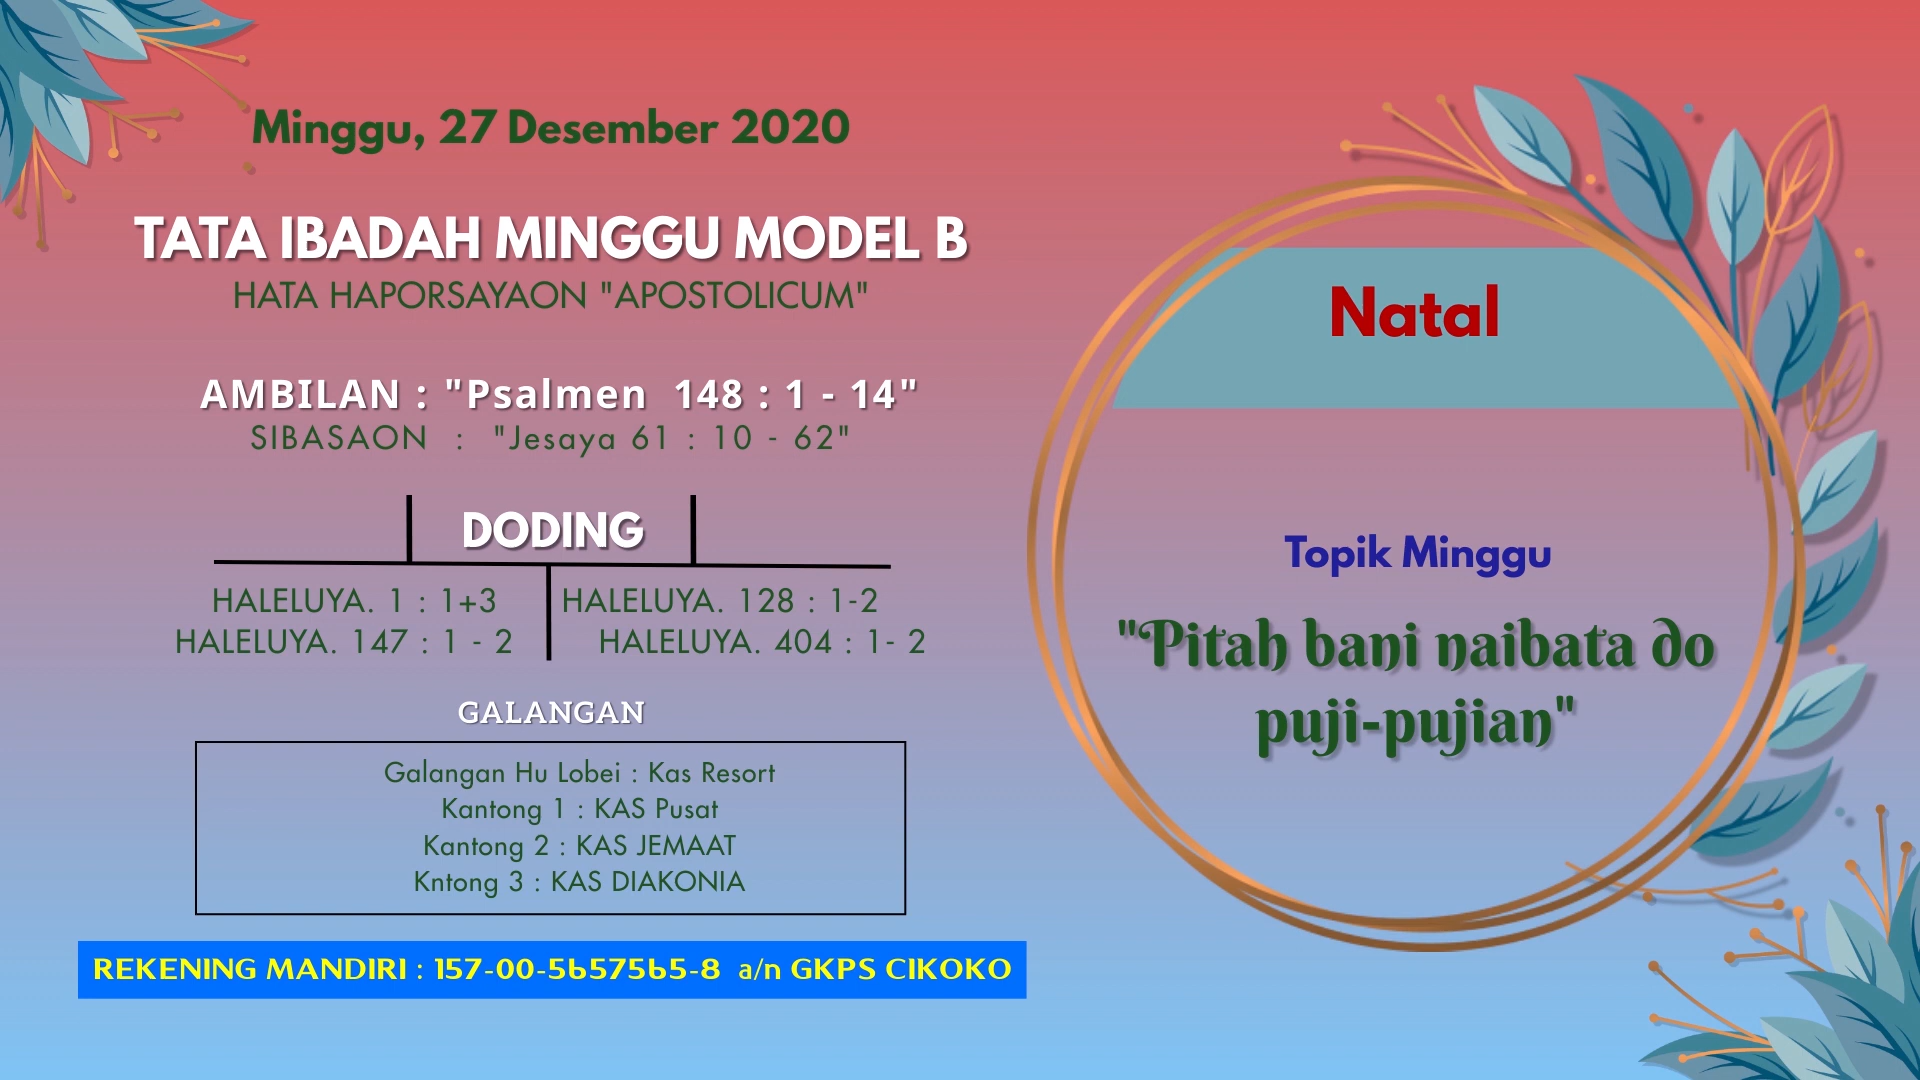 Minggu, 27 Desember 2020
TATA IBADAH MINGGU MODEL B
HATA HAPORSAYAON "APOSTOLICUM"
AMBILAN : "Psalmen 148 : 1 - 14"
SIBASAON : "Jesaya 61 : 10 - 62"
DODING
HALELUYA. 1 : 1+3
HALELUYA. 147 : 1 - 2
HALELUYA. 128 : 1-2
HALELUYA. 404 : 1- 2
GALANGAN
Galangan Hu Lobei : Kas Resort
Kantong 1 : KAS Pusat
Kantong 2 : KAS JEMAAT
Kntong 3 : KAS DIAKONIA
REKENING MANDIRI : 157-00-5657565-8 a/n GKPS CIKOKO
Natal
Topik Minggu
"Pitah bani naibata do
puji-pujian"